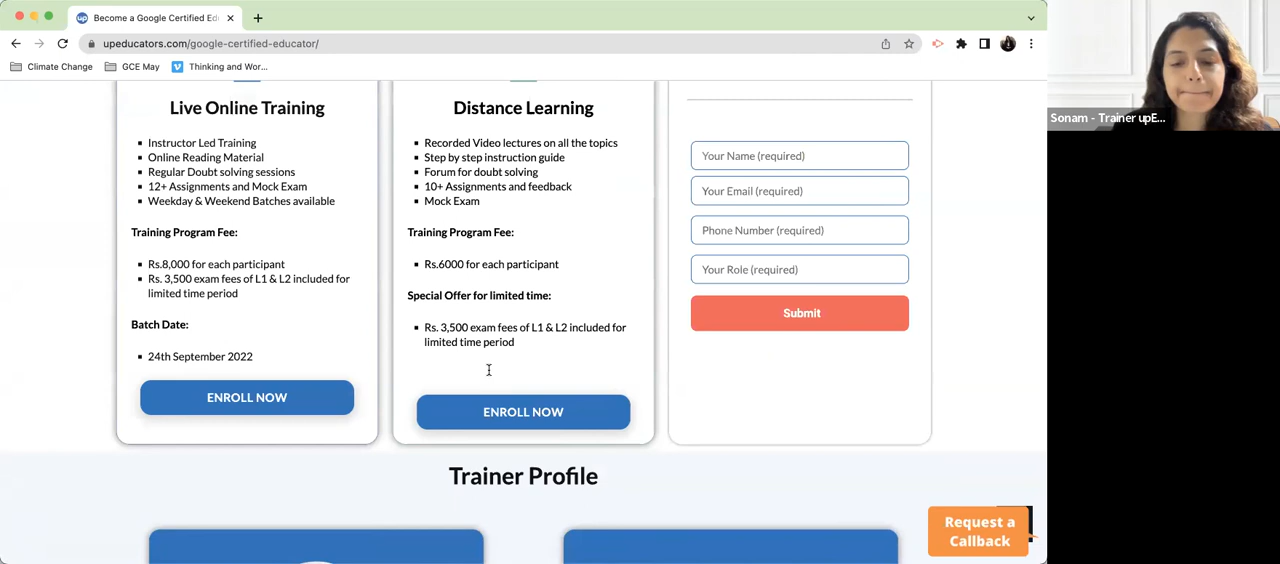 Become a Google Certified Edu
upeducators.com/google-certified-educator/
Climate Change
GCE May
Thinking and Wor...
Live Online Training
Instructor Led Training
Online Reading Material
Regular Doubt solving sessions
12+ Assignments and Mock Exam
Weekday & Weekend Batches available
Training Program Fee:
Rs.8,000 for each participant
Rs. 3,500 exam fees of L1 & L2 included for
limited time period
Batch Date:
24th September 2022
ENROLL NOW
Distance Learning
Recorded Video lectures on all the topics
Step by step instruction guide
Forum for doubt solving
10+ Assignments and feedback
Mock Exam
Training Program Fee:
Rs.6000 for each participant
Special Offer for limited time:
Rs. 3,500 exam fees of L1 & L2 included for
limited time period
ENROLL NOW
Your Name (required)
Your Email (required)
Phone Number (required)
Your Role (required)
Submit
Trainer Profile
Request a
Callback
Sonam - Trainer upE...